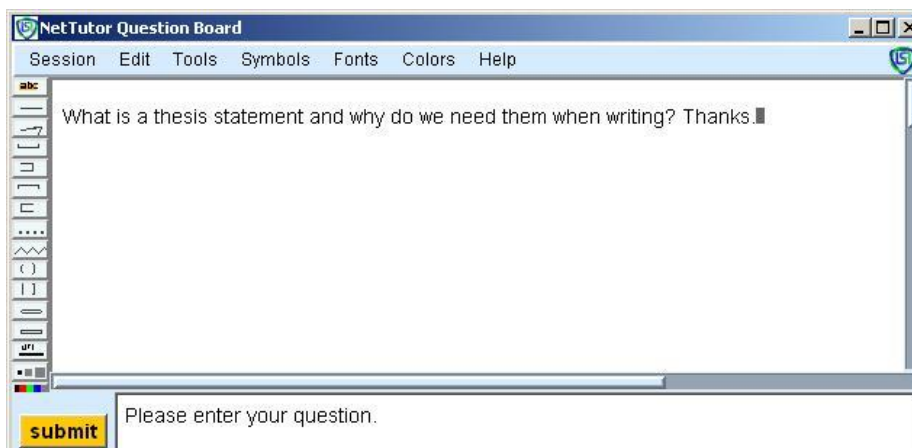 NetTutor Question Board
Session Edit Tools Symbols Fonts Colors Help
abc
What is a thesis statement and why do we need them when writing? Thanks.
Please enter your question.
submit